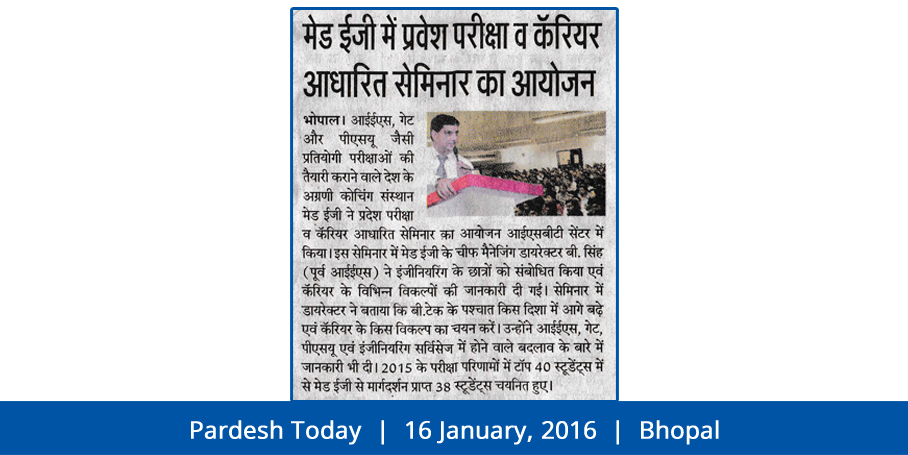 मेड ईजी में प्रवेश परीक्षा व कॅरियर
आधारित सेमिनार का आयोजन
भोपाल। आईईएस, गेट
और पीएसयू जैसी
प्रतियोगी परीक्षाओं की
तैयारी कराने वाले देश के
अग्रणी कोचिंग संस्थान
मेड ईजी ने प्रदेश परीक्षा
व कॅरियर आधारित सेमिनार का आयोजन आईएसबीटी सेंटर में
किया। इस सेमिनार में मेड ईजी के चीफ मैनेजिंग डायरेक्टर बी. सिंह
(पूर्व आईईएस) ने इंजीनियरिंग के छात्रों को संबोधित किया एवं
कॅरियर के विभिन्न विकल्पों की जानकारी दी गई। सेमिनार में
डायरेक्टर ने बताया कि बी.टेक के पश्चात किस दिशा में आगे बढ़े
एवं कॅरियर के किस विकल्प का चयन करें। उन्होंने आईईएस, गेट,
पीएसयू एवं इंजीनियरिंग सर्विसेज में होने वाले बदलाव के बारे में
जानकारी भी दी। 2015 के परीक्षा परिणामों में टॉप 40 स्टूडेंट्स में
से मेड ईजी से मार्गदर्शन प्राप्त 38 स्टूडेंट्स चयनित हुए।
Pardesh Today | 16 January, 2016 | Bhopal